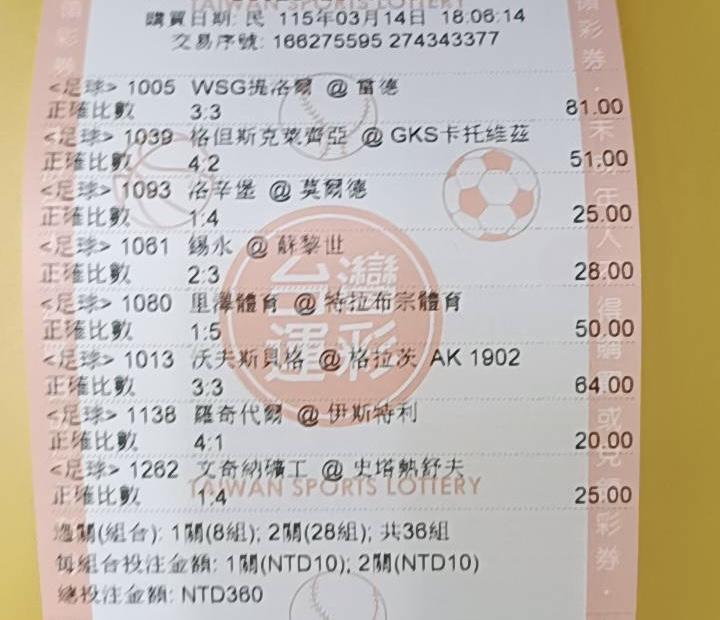 TAIWAN SPORTS LOTTERY
購買日期: 民 115年03月14日 18:06:14
交易序號: 166275595 274343377
<足球> 1005 WSG提洛爾 @ 雷德
正確比數 3:3 81.00
<足球> 1039 格但斯克萊齊亞 @ GKS卡托維茲
正確比數 4:2 51.00
<足球> 1093 洛辛堡 @ 莫爾德
正確比數 1:4 25.00
<足球> 1061 錫永 @ 蘇黎世
正確比數 2:3 28.00
<足球> 1080 里澤體育 @ 特拉布宗體育
正確比數 1:5 50.00
<足球> 1013 沃夫斯貝格 @ 格拉茨 AK 1902
正確比數 3:3 64.00
<足球> 1138 羅奇代爾 @ 伊斯特利
正確比數 4:1 20.00
<足球> 1262 文奇納礦工 @ 史塔熱舒夫
正確比數 1:4 25.00
TAIWAN SPORTS LOTTERY
過關(組合): 1關(8組); 2關(28組); 共36組
每組合投注金額: 1關(NTD10); 2關(NTD10)
總投注金額: NTD360
台灣
運彩